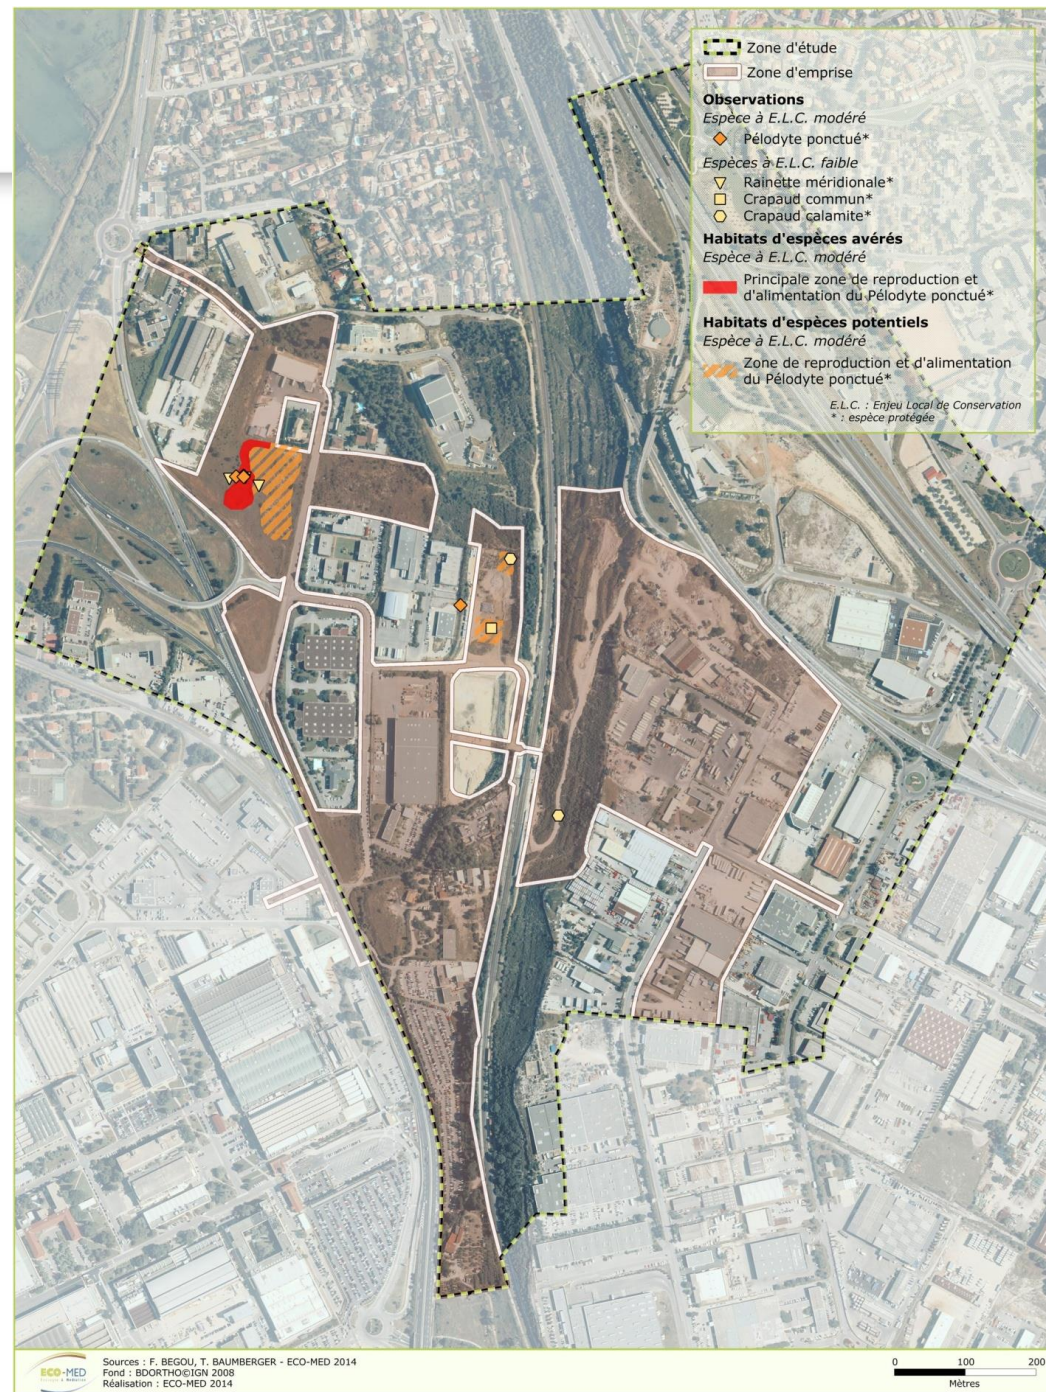 Zone d'étude
Zone d'emprise
Observations
Espèce à E.L.C. modéré
Pélodyte ponctué*
Espèces à E.L.C. faible
Rainette méridionale*
Crapaud commun*
Crapaud calamite*
Habitats d'espèces avérés
Espèce à E.L.C. modéré
Principale zone de reproduction et
d'alimentation du Pélodyte ponctué*
Habitats d'espèces potentiels
Espèce à E.L.C. modéré
Zone de reproduction et d'alimentation
du Pélodyte ponctué*
E.L.C. : Enjeu Local de Conservation
* : espèce protégée
ECO-MED
Sources : F. BEGOU, T. BAUMBERGER - ECO-MED 2014
Fond : BDORTHO©IGN 2008
Réalisation : ECO-MED 2014
0 100 200
Mètres